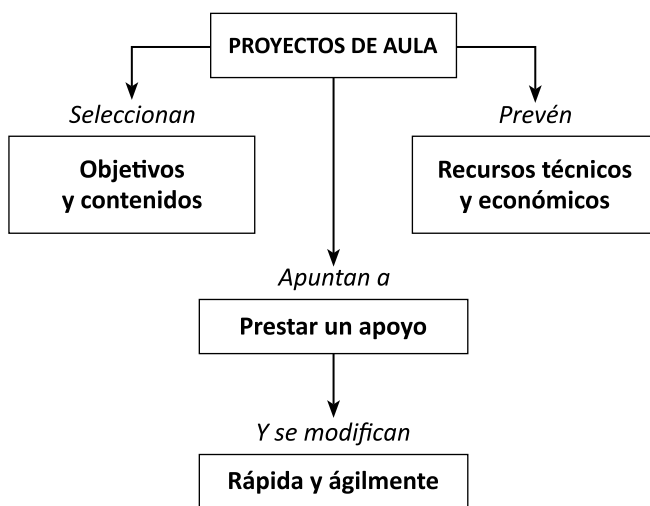 PROYECTOS DE AULA
Seleccionan
Prevén
Objetivos
y contenidos
Recursos técnicos
y económicos
Apuntan a
Prestar un apoyo
Y se modifican
Rápida y ágilmente